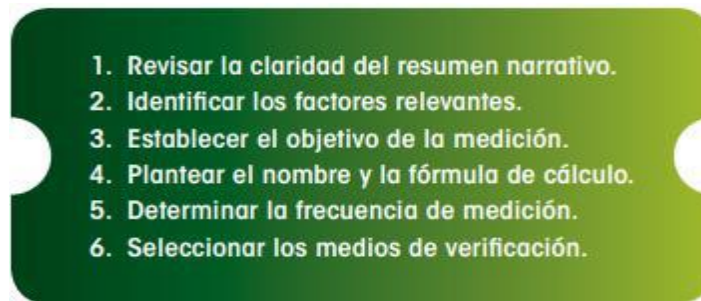 1. Revisar la claridad del resumen narrativo.
2. Identificar los factores relevantes.
3. Establecer el objetivo de la medición.
4. Plantear el nombre y la fórmula de cálculo.
5. Determinar la frecuencia de medición.
6. Seleccionar los medios de verificación.